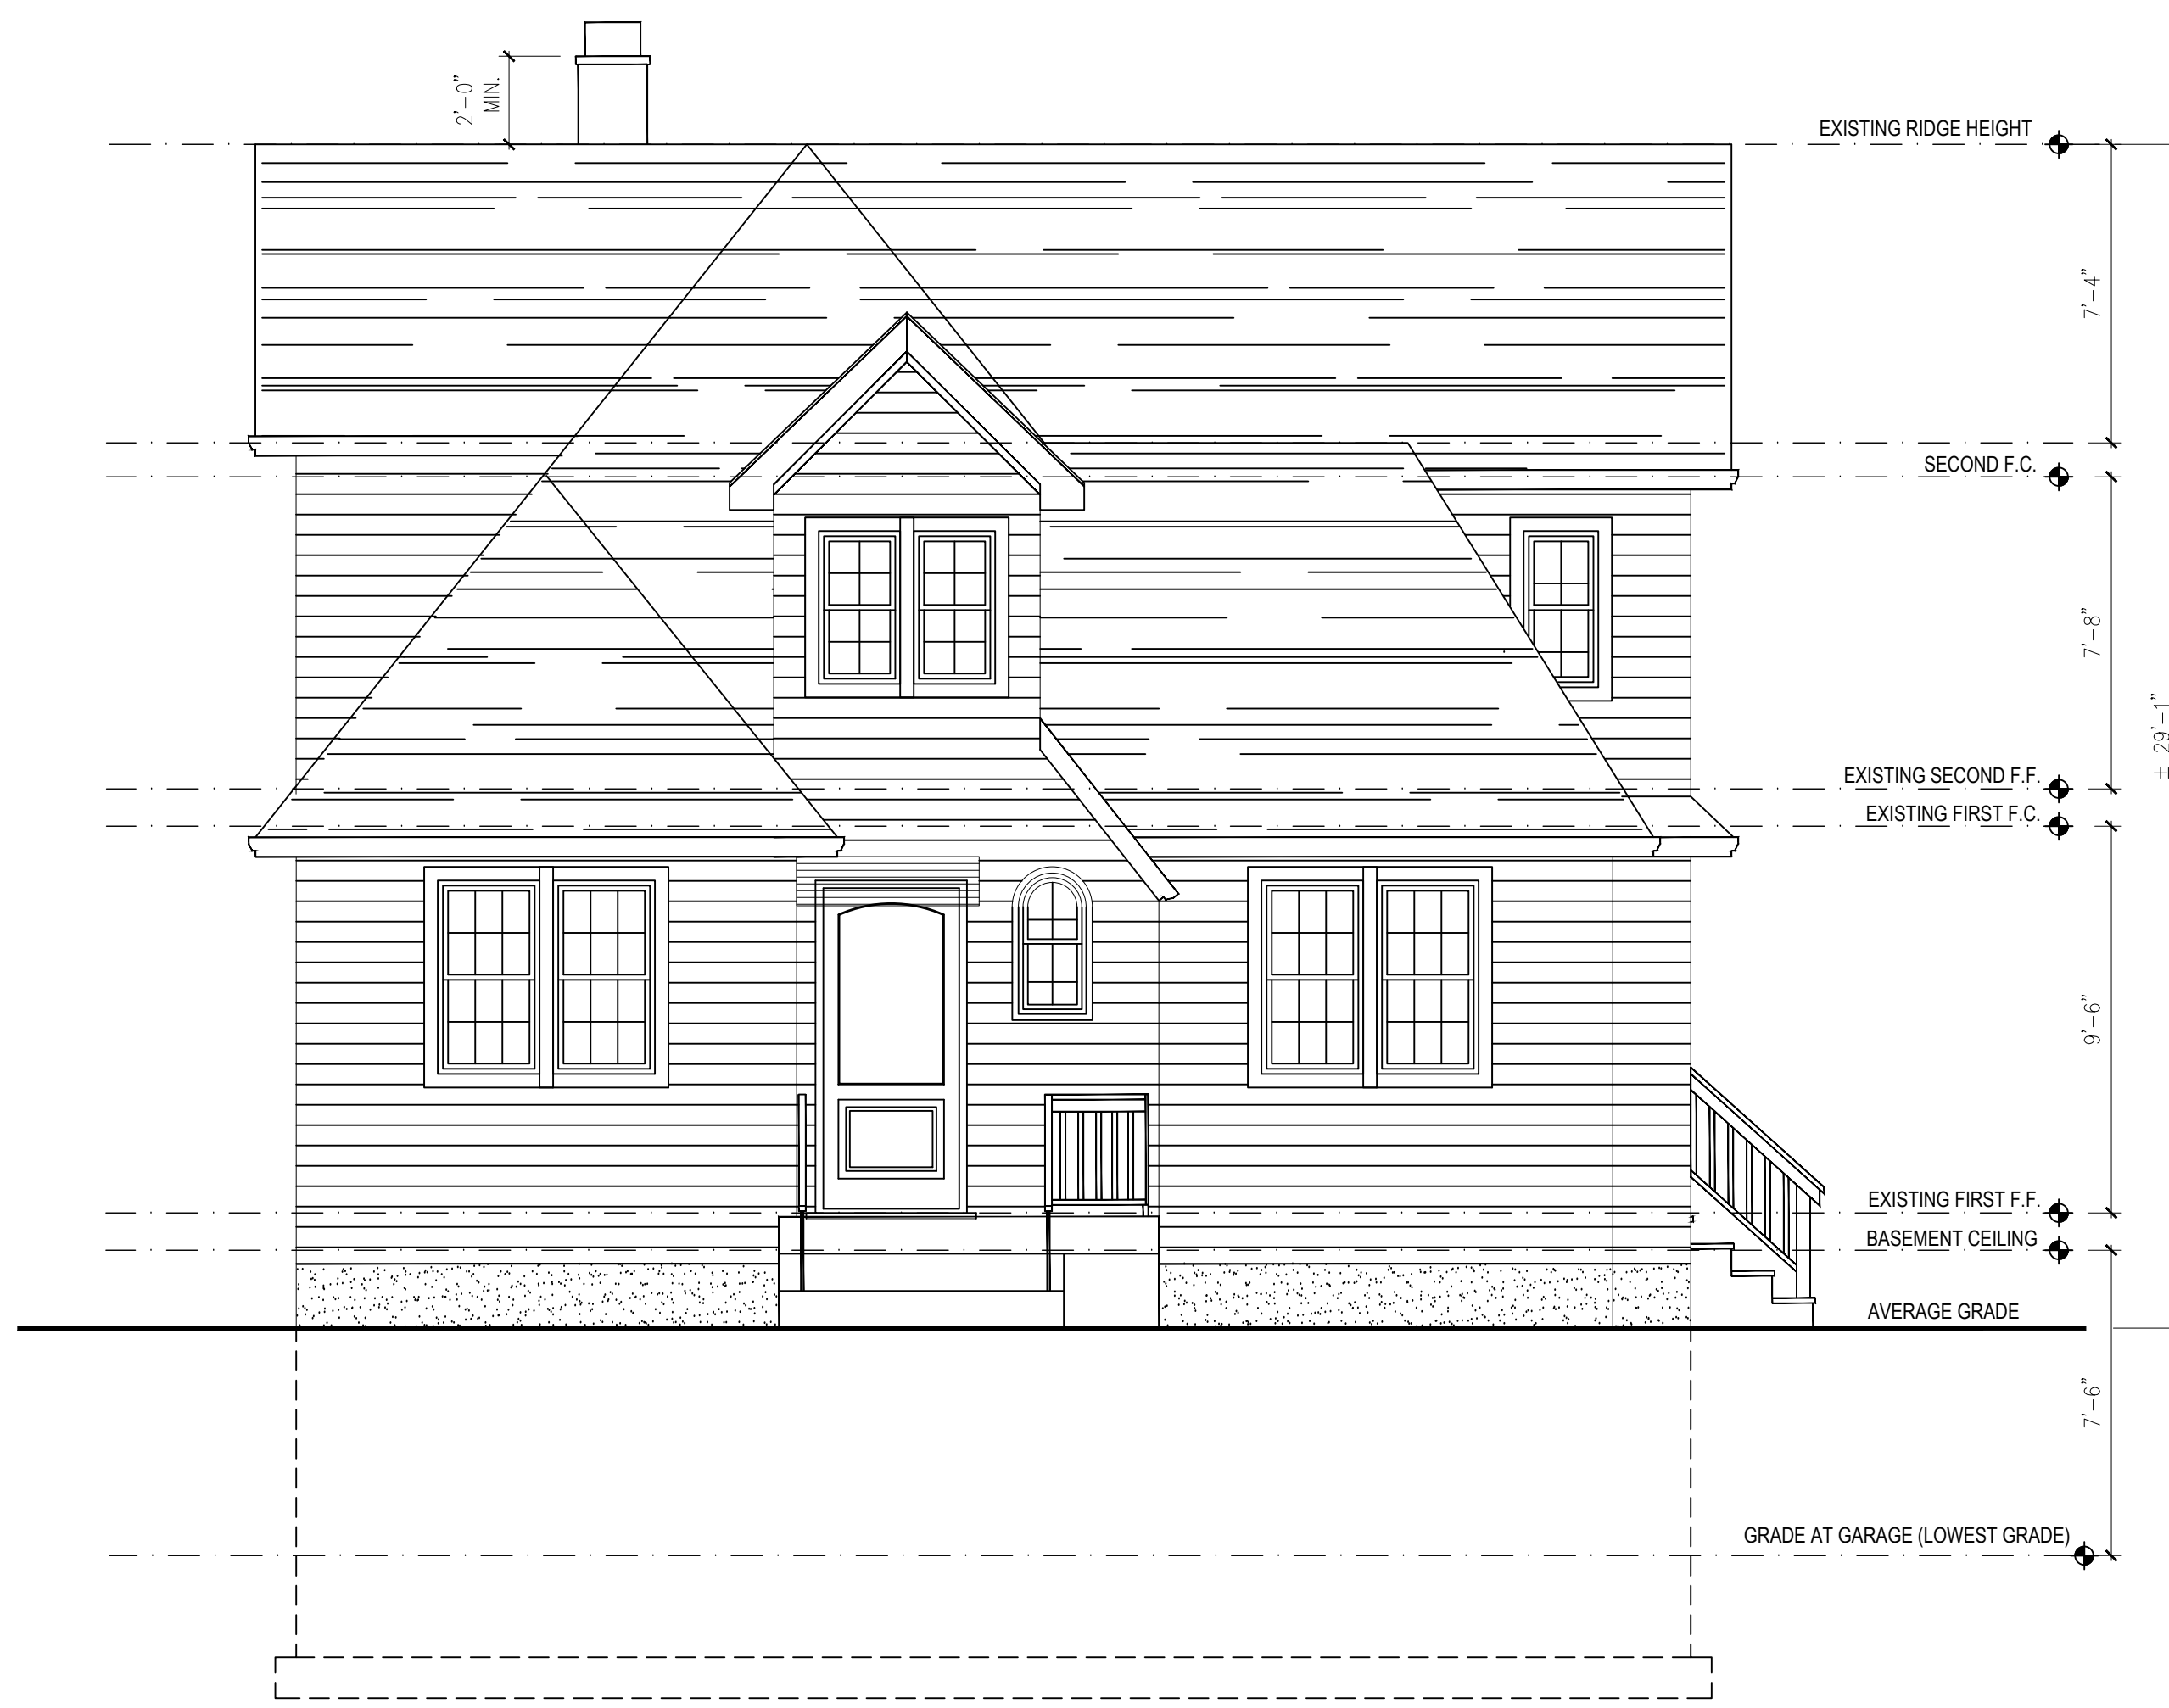 2'-0"
MIN.
EXISTING RIDGE HEIGHT
7'-4"
SECOND F.C.
7'-8"
± 29'-1"
EXISTING SECOND F.F.
EXISTING FIRST F.C.
9'-6"
EXISTING FIRST F.F.
BASEMENT CEILING
AVERAGE GRADE
7'-6"
GRADE AT GARAGE (LOWEST GRADE)